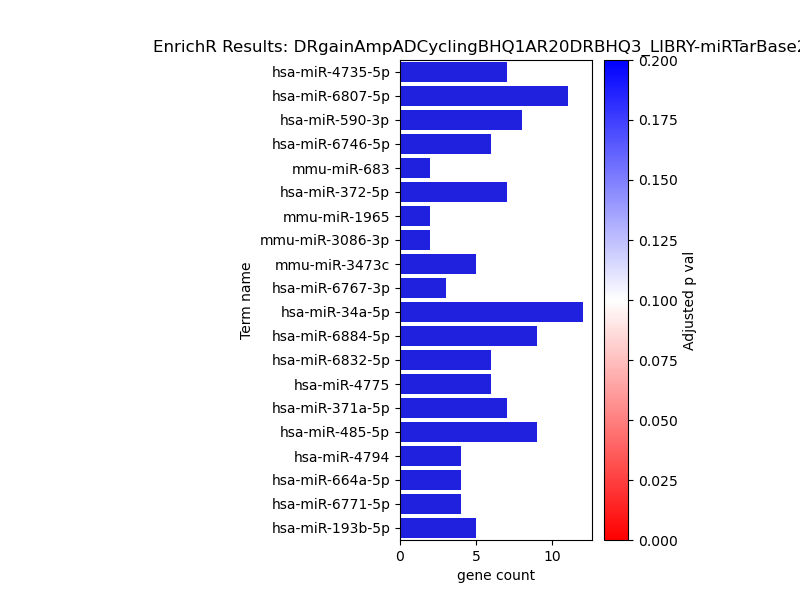 EnrichR Results: DRgainAmpADCyclingBHQ1AR20DRBHQ3_LIBRY-miRTarBase2
hsa-miR-4735-5p
hsa-miR-6807-5p
hsa-miR-590-3p
hsa-miR-6746-5p
mmu-miR-683
hsa-miR-372-5p
mmu-miR-1965
mmu-miR-3086-3p
mmu-miR-3473c
hsa-miR-6767-3p
hsa-miR-34a-5p
hsa-miR-6884-5p
hsa-miR-6832-5p
hsa-miR-4775
hsa-miR-371a-5p
hsa-miR-485-5p
hsa-miR-4794
hsa-miR-664a-5p
hsa-miR-6771-5p
hsa-miR-193b-5p
Term name
0 5 10
gene count
0.200
0.175
0.150
0.125
0.100
0.075
0.050
0.025
0.000
Adjusted p val